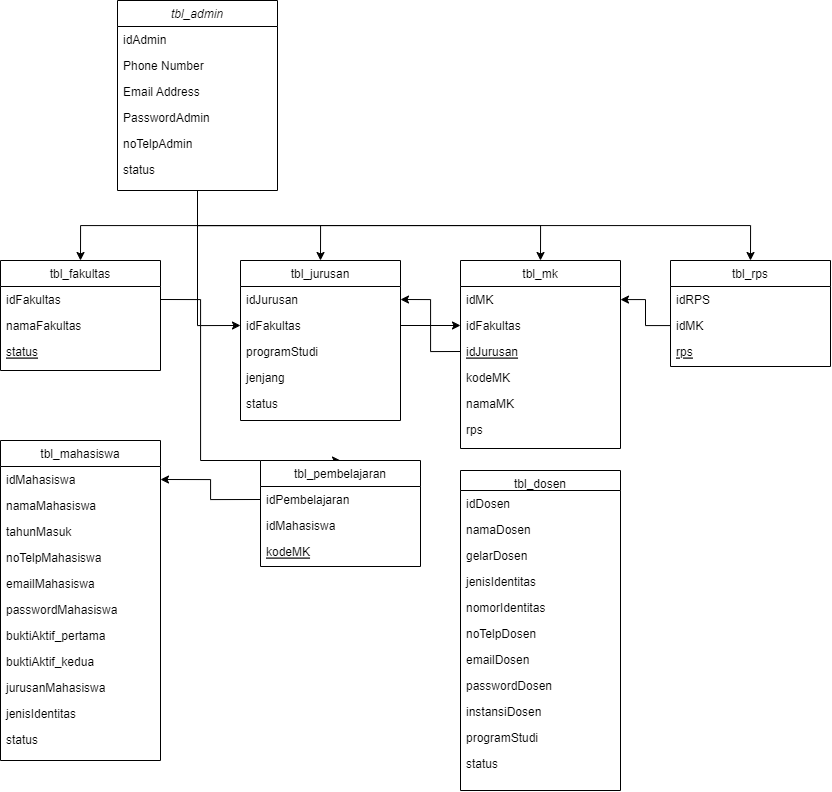 tbl_admin
idAdmin
Phone Number
Email Address
PasswordAdmin
noTelpAdmin
status
tbl_fakultas
idFakultas
namaFakultas
status
tbl_jurusan
idJurusan
idFakultas
programStudi
jenjang
status
tbl_mk
idMK
idFakultas
idJurusan
kodeMK
namaMK
rps
tbl_rps
idRPS
idMK
rps
tbl_mahasiswa
idMahasiswa
namaMahasiswa
tahunMasuk
noTelpMahasiswa
emailMahasiswa
passwordMahasiswa
buktiAktif_pertama
buktiAktif_kedua
jurusanMahasiswa
jenisIdentitas
status
tbl_pembelajaran
idPembelajaran
idMahasiswa
kodeMK
tbl_dosen
idDosen
namaDosen
gelarDosen
jenisIdentitas
nomorIdentitas
noTelpDosen
emailDosen
passwordDosen
instansiDosen
programStudi
status